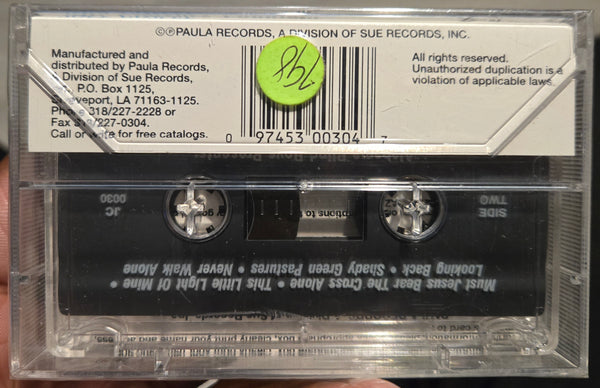 ©℗PAULA RECORDS, A DIVISION OF SUE RECORDS, INC.
Manufactured and
distributed by Paula Records,
Division of Sue Records,
P.O. Box 1125,
Shreveport, LA 71163-1125.
Phone 318/227-2228 or
Fax 318/227-0304.
Call or write for free catalogs.
798
0 97453 00304 7
All rights reserved.
Unauthorized duplication is a
violation of applicable laws.
SIDE
TWO
JC
0030
Must Jesus Bear The Cross Alone • This Little Light Of Mine •
Looking Back • Shady Green Pastures • Never Walk Alone